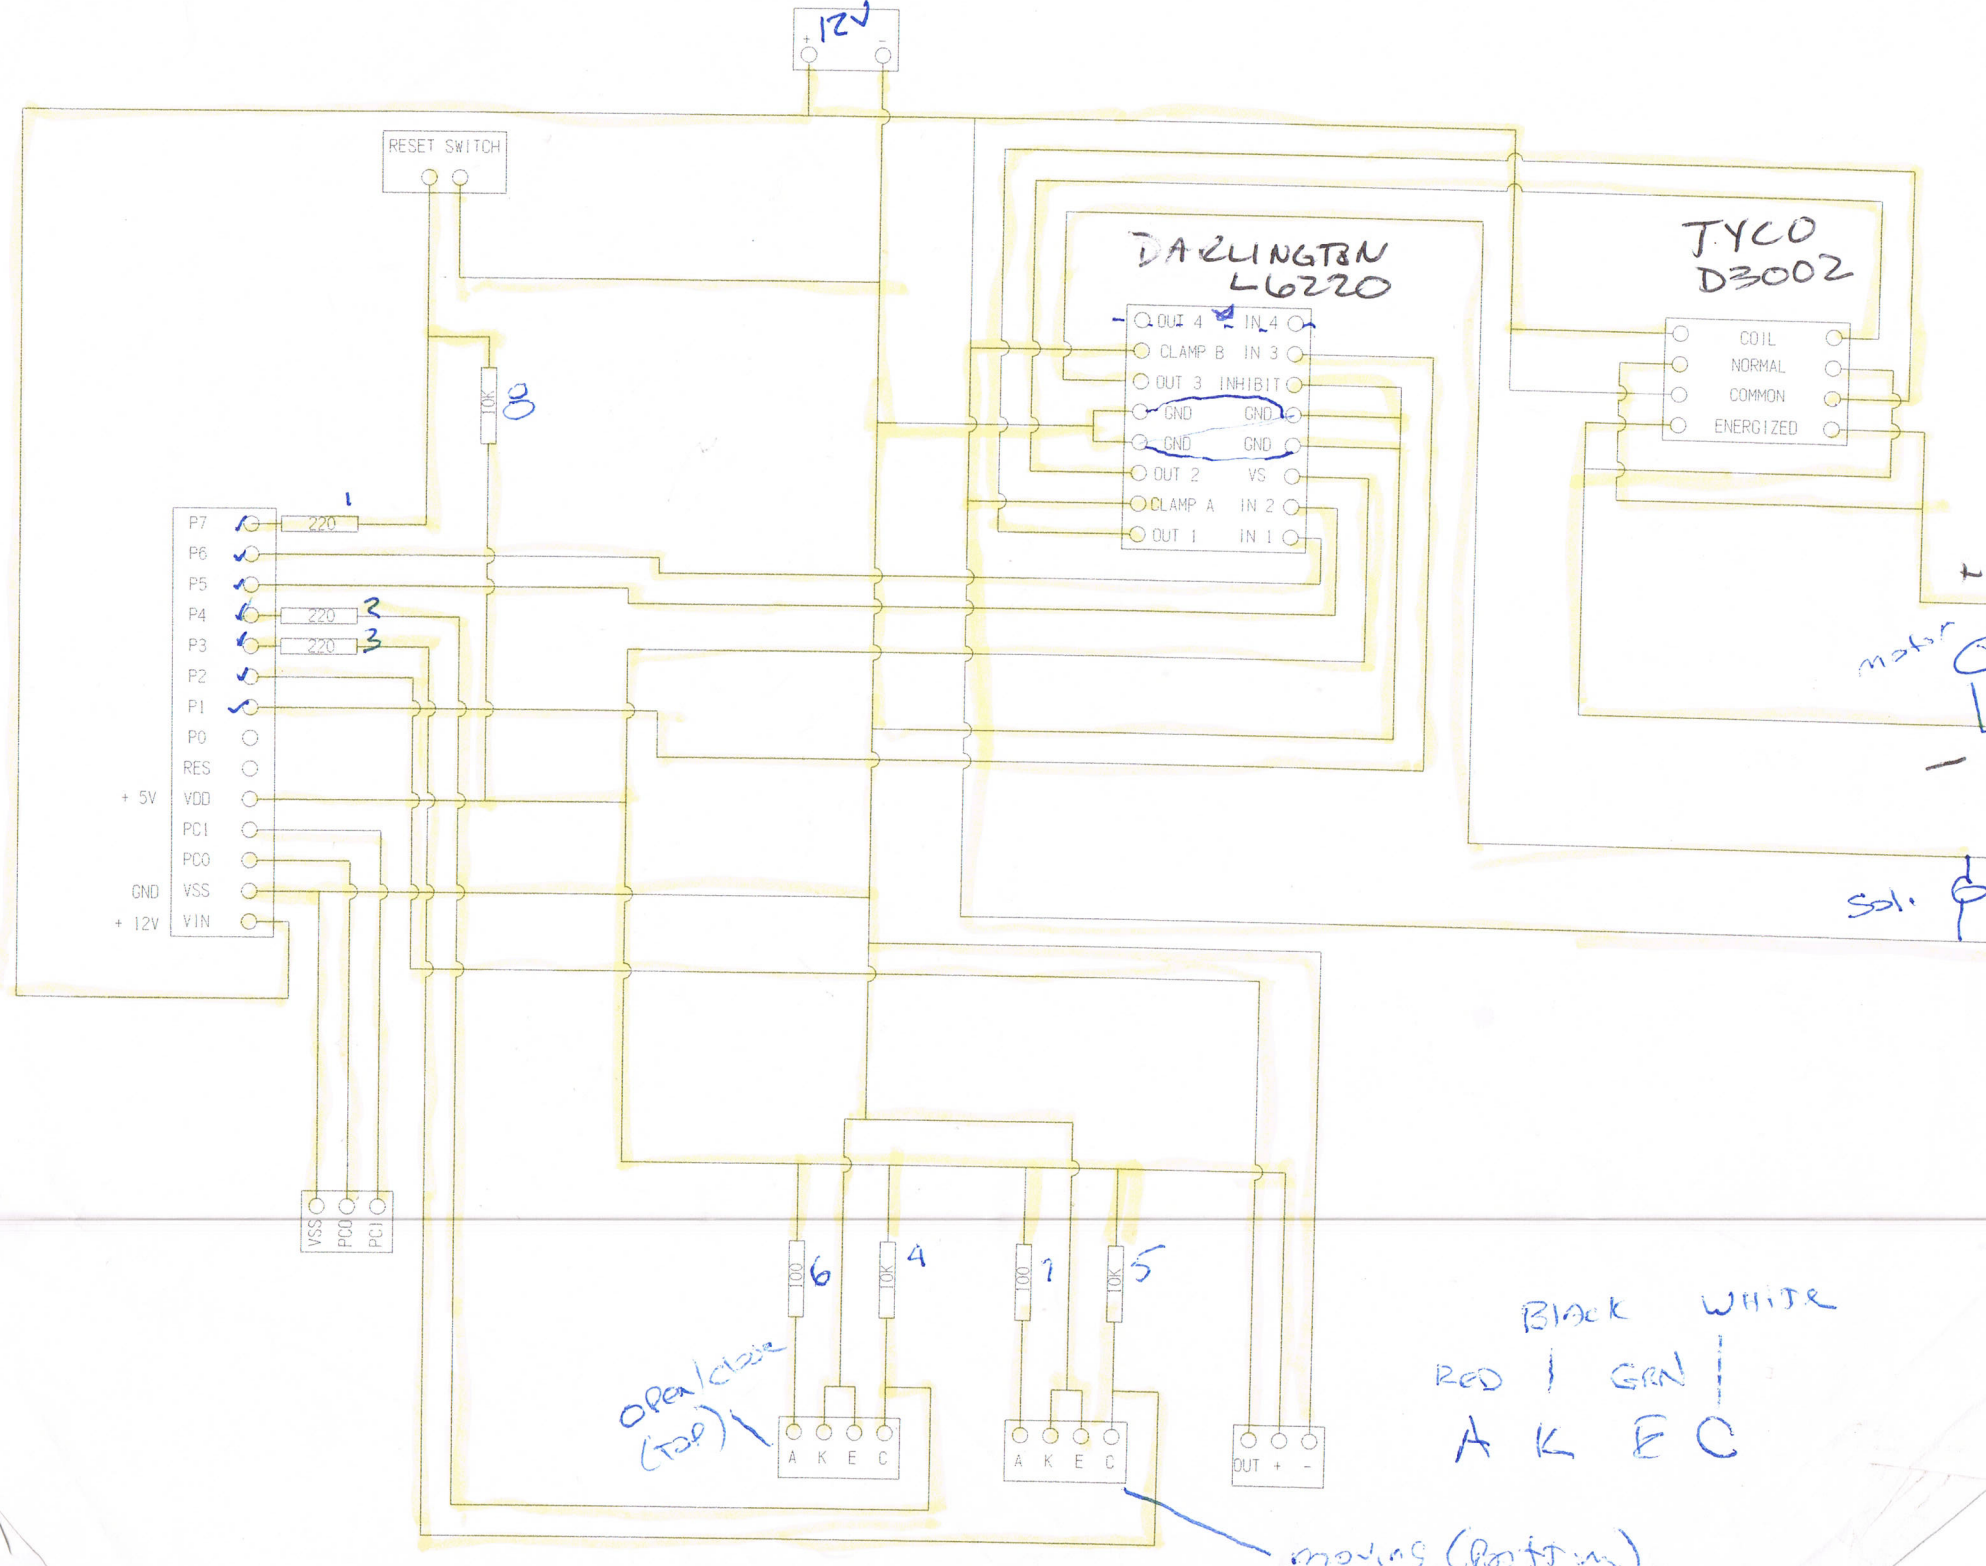 12V
+ -
RESET SWITCH
DARLINGTON
L6220
TYCO
D3002
OUT 4 IN 4
CLAMP B IN 3
OUT 3 INHIBIT
GND GND
GND GND
OUT 2 VS
CLAMP A IN 2
OUT 1 IN 1
COIL
NORMAL
COMMON
ENERGIZED
10K 8
1
P7 220
P6
P5
P4 220 2
P3 220 3
P2
P1
P0
RES
+ 5V VDD
PC1
PC0
GND VSS
+ 12V VIN
+
motor
-
Sol.
VSS PC0 PC1
100 6
10K 4
100 7
10K 5
open/close
(TOP)
A K E C
A K E C
OUT + -
Black White
RED GRN
A K E C
moving (Bottom)